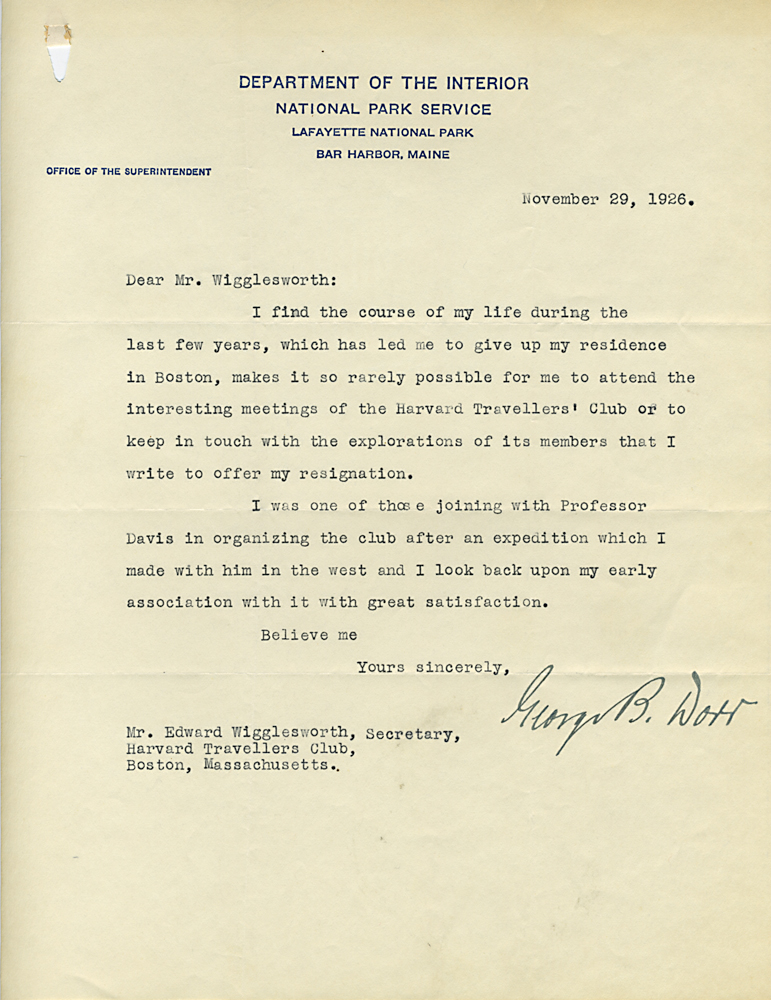 DEPARTMENT OF THE INTERIOR
NATIONAL PARK SERVICE
LAFAYETTE NATIONAL PARK
BAR HARBOR, MAINE
OFFICE OF THE SUPERINTENDENT
November 29, 1926.
Dear Mr. Wigglesworth:
I find the course of my life during the
last few years, which has led me to give up my residence
in Boston, makes it so rarely possible for me to attend the
interesting meetings of the Harvard Travellers' Club or to
keep in touch with the explorations of its members that I
write to offer my resignation.
I was one of those joining with Professor
Davis in organizing the club after an expedition which I
made with him in the west and I look back upon my early
association with it with great satisfaction.
Believe me
Yours sincerely,
George B. Dorr
Mr. Edward Wigglesworth, Secretary,
Harvard Travellers Club,
Boston, Massachusetts..